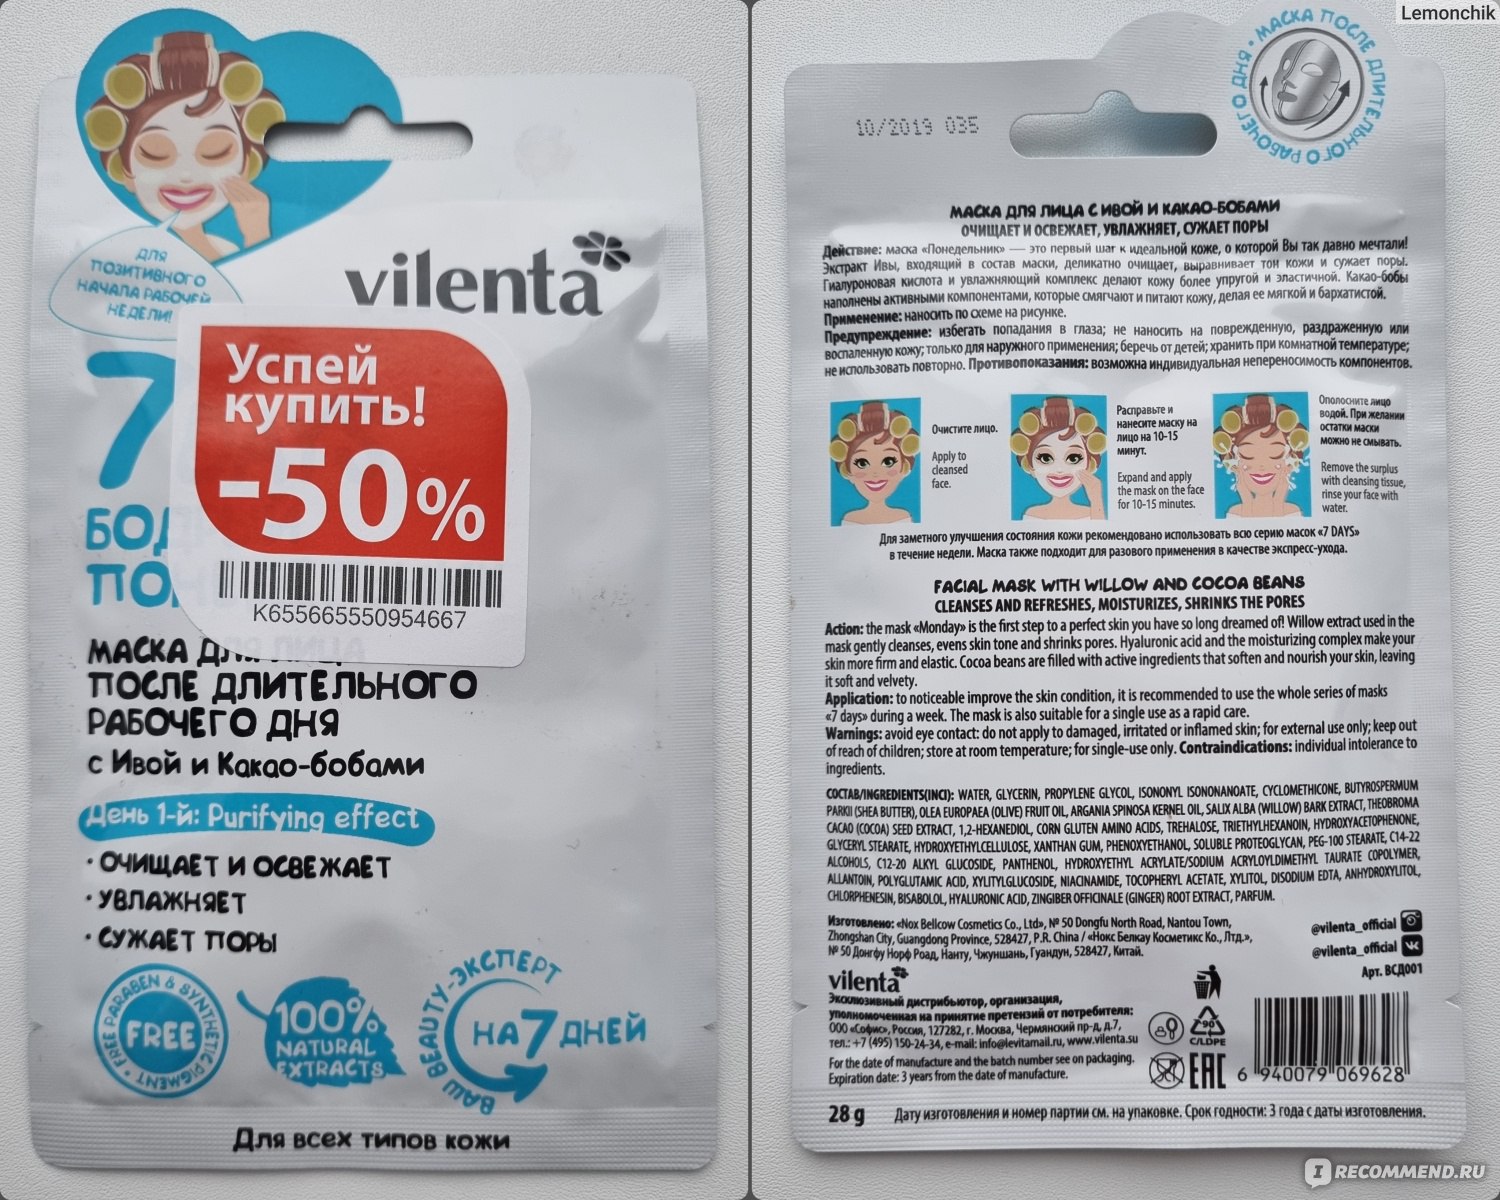 ДЛЯ
ПОЗИТИВНОГО
НАЧАЛА РАБОЧЕЙ
НЕДЕЛИ!
vilenta
7
Успей
купить!
-50%
K655665550954667
МАСКА ДЛЯ ЛИЦА
ПОСЛЕ ДЛИТЕЛЬНОГО
РАБОЧЕГО ДНЯ
с Ивой и Какао-бобами
День 1-й: Purifying effect
· ОЧИЩАЕТ И ОСВЕЖАЕТ
· УВЛАЖНЯЕТ
· СУЖАЕТ ПОРЫ
FREE PARABEN & SYNTHETIC PIGMENT ·
FREE
100%
NATURAL
EXTRACTS
ВАШ BEAUTY-ЭКСПЕРТ
НА 7 ДНЕЙ
Для всех типов кожи
Lemonchik
МАСКА ПОСЛЕ ДЛИТЕЛЬНОГО РАБОЧЕГО ДНЯ ·
10/2019 035
МАСКА ДЛЯ ЛИЦА С ИВОЙ И КАКАО-БОБАМИ
ОЧИЩАЕТ И ОСВЕЖАЕТ, УВЛАЖНЯЕТ, СУЖАЕТ ПОРЫ
Действие: маска «Понедельник» — это первый шаг к идеальной коже, о которой Вы так давно мечтали!
Экстракт Ивы, входящий в состав маски, деликатно очищает, выравнивает тон кожи и сужает поры.
Гиалуроновая кислота и увлажняющий комплекс делают кожу более упругой и эластичной. Какао-бобы
наполнены активными компонентами, которые смягчают и питают кожу, делая ее мягкой и бархатистой.
Применение: наносить по схеме на рисунке.
Предупреждение: избегать попадания в глаза; не наносить на поврежденную, раздраженную или
воспаленную кожу; только для наружного применения; беречь от детей; хранить при комнатной температуре;
не использовать повторно. Противопоказания: возможна индивидуальная непереносимость компонентов.
Очистите лицо.
Apply to
cleansed
face.
Расправьте и
нанесите маску на
лицо на 10-15
минут.
Expand and apply
the mask on the face
for 10-15 minutes.
Ополосните лицо
водой. При желании
остатки маски
можно не смывать.
Remove the surplus
with cleansing tissue,
rinse your face with
water.
Для заметного улучшения состояния кожи рекомендовано использовать всю серию масок «7 DAYS»
в течение недели. Маска также подходит для разового применения в качестве экспресс-ухода.
FACIAL MASK WITH WILLOW AND COCOA BEANS
CLEANSES AND REFRESHES, MOISTURIZES, SHRINKS THE PORES
Action: the mask «Monday» is the first step to a perfect skin you have so long dreamed of! Willow extract used in the
mask gently cleanses, evens skin tone and shrinks pores. Hyaluronic acid and the moisturizing complex make your
skin more firm and elastic. Cocoa beans are filled with active ingredients that soften and nourish your skin, leaving
it soft and velvety.
Application: to noticeable improve the skin condition, it is recommended to use the whole series of masks
«7 days» during a week. The mask is also suitable for a single use as a rapid care.
Warnings: avoid eye contact: do not apply to damaged, irritated or inflamed skin; for external use only; keep out
of reach of children; store at room temperature; for single-use only. Contraindications: individual intolerance to
ingredients.
СОСТАВ/INGREDIENTS(INCI): WATER, GLYCERIN, PROPYLENE GLYCOL, ISONONYL ISONONANOATE, CYCLOMETHICONE, BUTYROSPERMUM
PARKII (SHEA BUTTER), OLEA EUROPAEA (OLIVE) FRUIT OIL, ARGANIA SPINOSA KERNEL OIL, SALIX ALBA (WILLOW) BARK EXTRACT, THEOBROMA
CACAO (COCOA) SEED EXTRACT, 1,2-HEXANEDIOL, CORN GLUTEN AMINO ACIDS, TREHALOSE, TRIETHYLHEXANOIN, HYDROXYACETOPHENONE,
GLYCERYL STEARATE, HYDROXYETHYLCELLULOSE, XANTHAN GUM, PHENOXYETHANOL, SOLUBLE PROTEOGLYCAN, PEG-100 STEARATE, C14-22
ALCOHOLS, C12-20 ALKYL GLUCOSIDE, PANTHENOL, HYDROXYETHYL ACRYLATE/SODIUM ACRYLOYLDIMETHYL TAURATE COPOLYMER,
ALLANTOIN, POLYGLUTAMIC ACID, XYLITYLGLUCOSIDE, NIACINAMIDE, TOCOPHERYL ACETATE, XYLITOL, DISODIUM EDTA, ANHYDROXYLITOL,
CHLORPHENESIN, BISABOLOL, HYALURONIC ACID, ZINGIBER OFFICINALE (GINGER) ROOT EXTRACT, PARFUM.
Изготовлено: «Nox Bellcow Cosmetics Co., Ltd», № 50 Dongfu North Road, Nantou Town,
Zhongshan City, Guangdong Province, 528427, P.R. China / «Нокс Белкау Косметикс Ко., Лтд.»,
№ 50 Донгфу Норф Роад, Нанту, Чжуншань, Гуандун, 528427, Китай.
@vilenta_official
@vilenta_official
Арт. ВСД001
vilenta
Эксклюзивный дистрибьютор, организация,
уполномоченная на принятие претензий от потребителя:
ООО «Софис», Россия, 127282, г. Москва, Чермянский пр-д, д.7,
тел.: +7 (495) 150-24-34, e-mail: info@levitamail.ru, www.vilenta.su
For the date of manufacture and the batch number see on packaging.
Expiration date: 3 years from the date of manufacture.
90
C/LDPE
EAC
6 940079 069628
28 g
Дату изготовления и номер партии см. на упаковке. Срок годности: 3 года с даты изготовления.
IRECOMMEND.RU